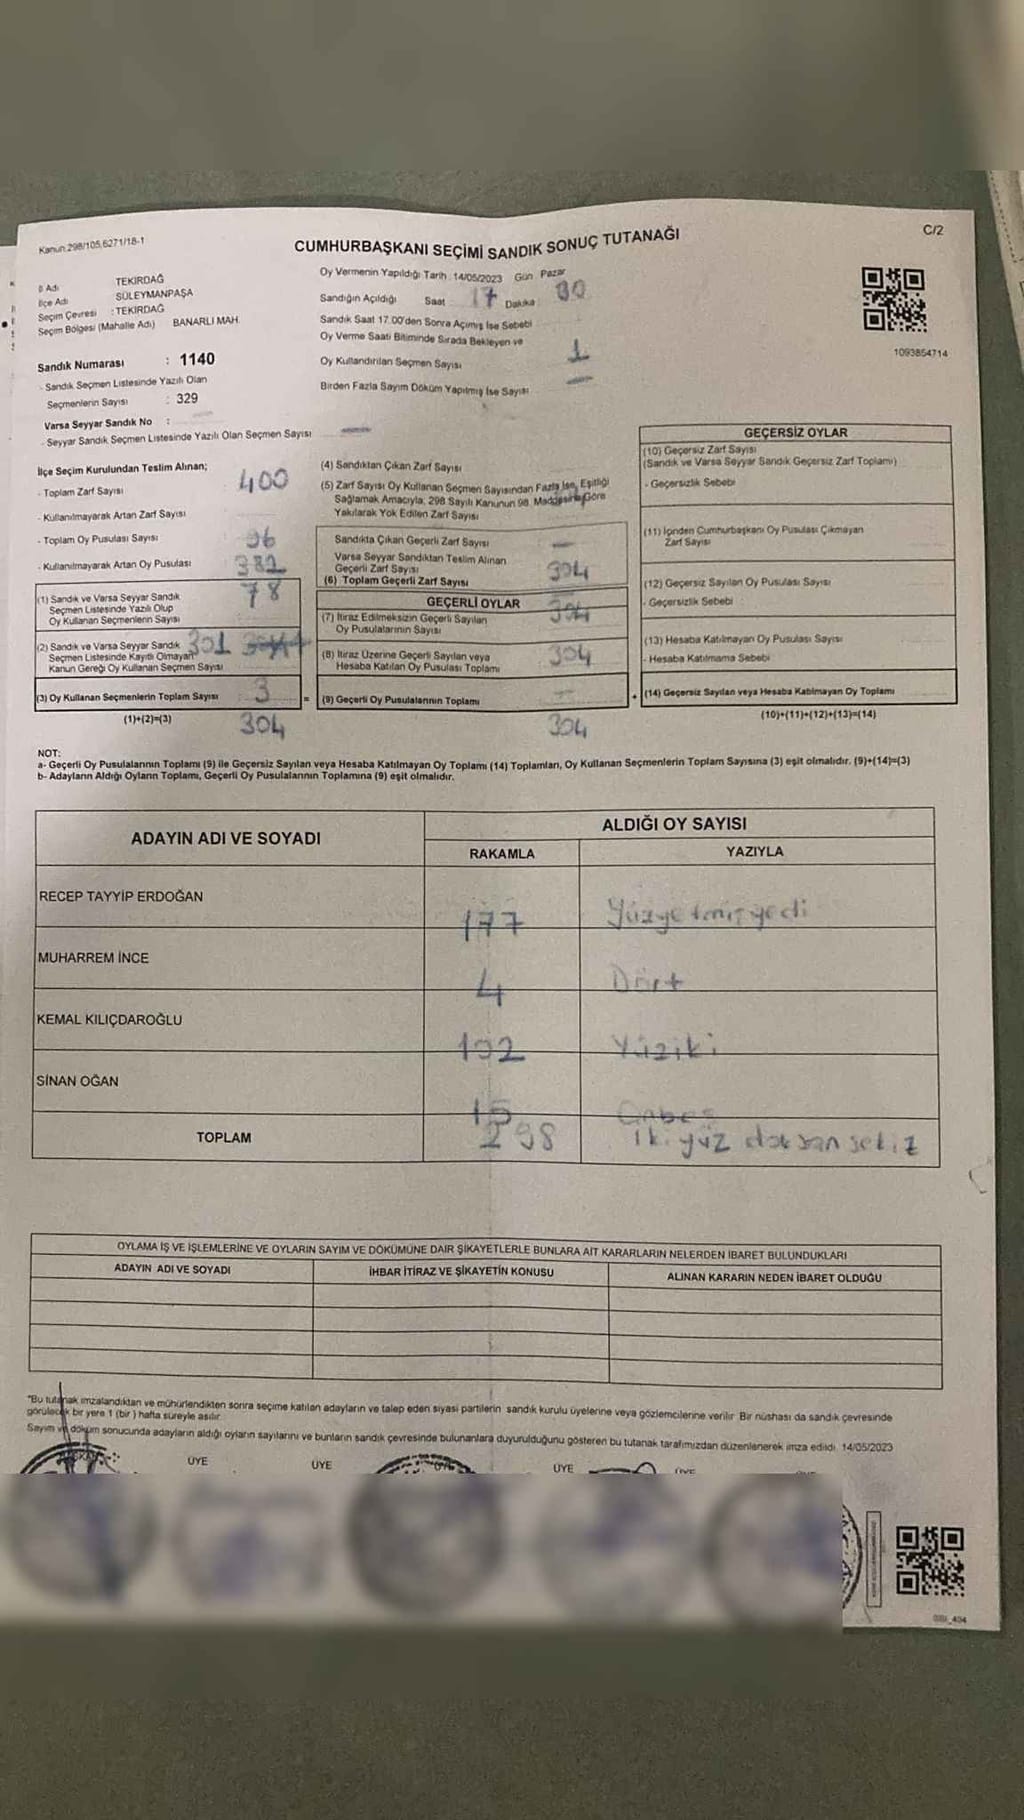 Kanun:298/105,6271/18-1
C/2
CUMHURBAŞKANI SEÇİMİ SANDIK SONUÇ TUTANAĞI
İl Adı TEKİRDAĞ
İlçe Adı SÜLEYMANPAŞA
Seçim Çevresi : TEKİRDAĞ
Seçim Bölgesi (Mahalle Adı) BANARLI MAH.
Sandık Numarası : 1140
- Sandık Seçmen Listesinde Yazılı Olan
Seçmenlerin Sayısı : 329
Varsa Seyyar Sandık No :
- Seyyar Sandık Seçmen Listesinde Yazılı Olan Seçmen Sayısı
Oy Vermenin Yapıldığı Tarih : 14/05/2023 Gün Pazar
Sandığın Açıldığı Saat 17 Dakika 00
Sandık Saat 17.00'den Sonra Açımış İse Sebebi
Oy Verme Saati Bitiminde Sırada Bekleyen ve
Oy Kullandırılan Seçmen Sayısı 1
Birden Fazla Sayım Döküm Yapılmış İse Sayısı
1093854714
İlçe Seçim Kurulundan Teslim Alınan;
- Toplam Zarf Sayısı 400
- Kullanılmayarak Artan Zarf Sayısı
- Toplam Oy Pusulası Sayısı 96
- Kullanılmayarak Artan Oy Pusulası 382
78
(1) Sandık ve Varsa Seyyar Sandık
Seçmen Listesinde Yazılı Olup
Oy Kullanan Seçmenlerin Sayısı
(2) Sandık ve Varsa Seyyar Sandık 301
Seçmen Listesinde Kayıtlı Olmayan
Kanun Gereği Oy Kullanan Seçmen Sayısı
(3) Oy Kullanan Seçmenlerin Toplam Sayısı 3 =
(1)+(2)=(3) 304
(4) Sandıktan Çıkan Zarf Sayısı
(5) Zarf Sayısı Oy Kullanan Seçmen Sayısından Fazla İse, Eşitliği
Sağlamak Amacıyla, 298 Sayılı Kanunun 98. Maddesine Göre
Yakılarak Yok Edilen Zarf Sayısı
Sandıkta Çıkan Geçerli Zarf Sayısı
Varsa Seyyar Sandıktan Teslim Alınan
Geçerli Zarf Sayısı 304
(6) Toplam Geçerli Zarf Sayısı
GEÇERLİ OYLAR
(7) İtiraz Edilmeksizin Geçerli Sayılan 304
Oy Pusulalarının Sayısı
(8) İtiraz Üzerine Geçerli Sayılan veya 304
Hesaba Katılan Oy Pusulası Toplamı
(9) Geçerli Oy Pusulalarının Toplamı +
304
GEÇERSİZ OYLAR
(10) Geçersiz Zarf Sayısı
(Sandık ve Varsa Seyyar Sandık Geçersiz Zarf Toplamı)
- Geçersizlik Sebebi
(11) İçinden Cumhurbaşkanı Oy Pusulası Çıkmayan
Zarf Sayısı
(12) Geçersiz Sayılan Oy Pusulası Sayısı
- Geçersizlik Sebebi
(13) Hesaba Katılmayan Oy Pusulası Sayısı
- Hesaba Katılmama Sebebi
(14) Geçersiz Sayılan veya Hesaba Katılmayan Oy Toplamı
(10)+(11)+(12)+(13)=(14)
NOT:
a- Geçerli Oy Pusulalarının Toplamı (9) ile Geçersiz Sayılan veya Hesaba Katılmayan Oy Toplamı (14) Toplamları, Oy Kullanan Seçmenlerin Toplam Sayısına (3) eşit olmalıdır. (9)+(14)=(3)
b- Adayların Aldığı Oyların Toplamı, Geçerli Oy Pusulalarının Toplamına (9) eşit olmalıdır.
ADAYIN ADI VE SOYADI
ALDIĞI OY SAYISI
RAKAMLA YAZIYLA
RECEP TAYYİP ERDOĞAN
177 Yüzyetmişyedi
MUHARREM İNCE
4 Dört
KEMAL KILIÇDAROĞLU
102 Yüziki
SİNAN OĞAN
15 Onbeş
TOPLAM 298 iki yüz doksan sekiz
OYLAMA İŞ VE İŞLEMLERİNE VE OYLARIN SAYIM VE DÖKÜMÜNE DAİR ŞİKAYETLERLE BUNLARA AİT KARARLARIN NELERDEN İBARET BULUNDUKLARI
ADAYIN ADI VE SOYADI İHBAR İTİRAZ VE ŞİKAYETİN KONUSU ALINAN KARARIN NEDEN İBARET OLDUĞU
"Bu tutanak imzalandıktan ve mühürlendikten sonra seçime katılan adayların ve talep eden siyasi partilerin sandık kurulu üyelerine veya gözlemcilerine verilir. Bir nüshası da sandık çevresinde
görülecek bir yere 1 (bir) hafta süreyle asılır.
Sayım ve döküm sonucunda adayların aldığı oyların sayılarını ve bunların sandık çevresinde bulunanlara duyurulduğunu gösteren bu tutanak tarafımızdan düzenlenerek imza edildi. 14/05/2023
ÜYE ÜYE ÜYE ÜYE